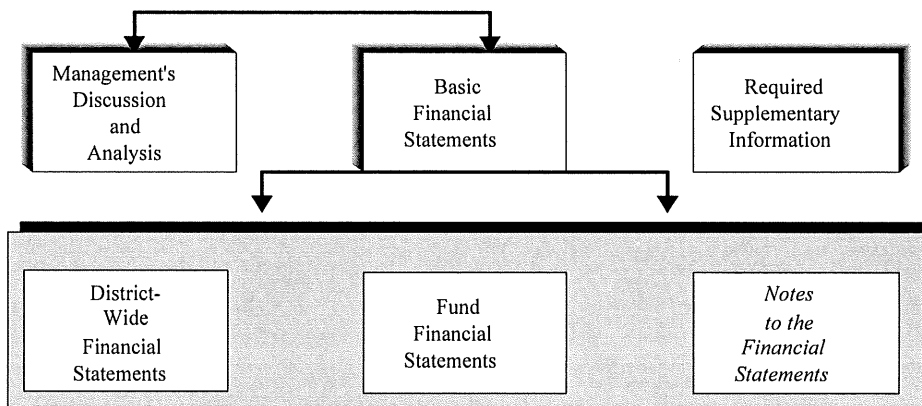 Management's
Discussion
and
Analysis
Basic
Financial
Statements
Required
Supplementary
Information
District-
Wide
Financial
Statements
Fund
Financial
Statements
Notes
to the
Financial
Statements